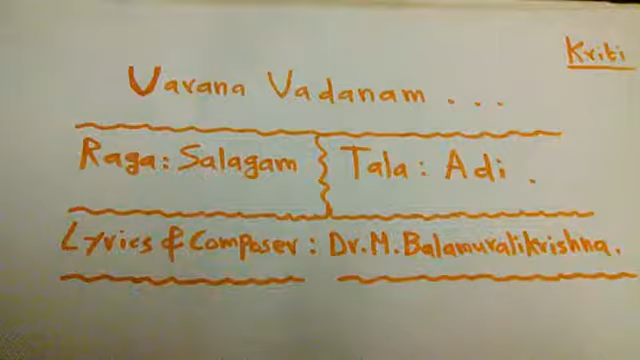 Kriti
Varana Vadanam . . .
Raga: Salagam Tala: Adi .
Lyrics & Composer : Dr. M. Balamuralikrishna.